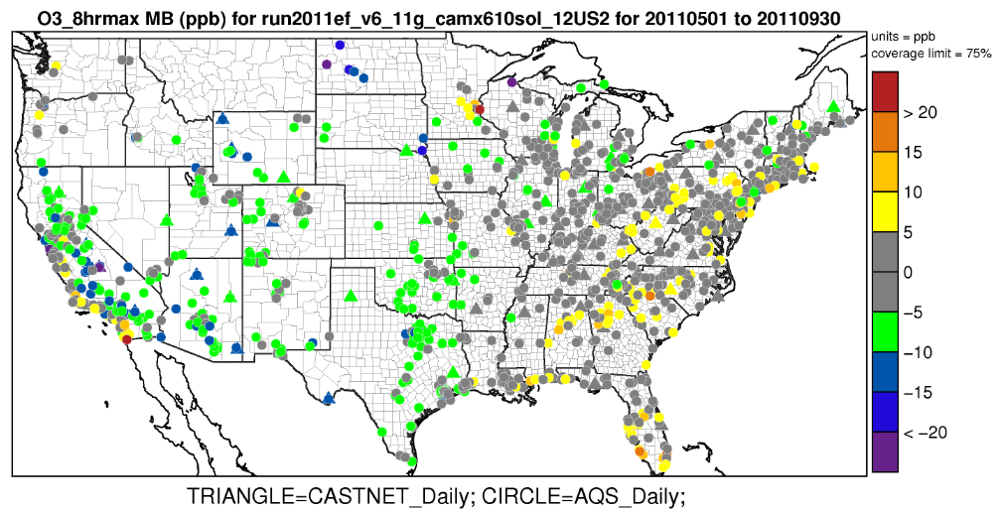 O3_8hrmax MB (ppb) for run2011ef_v6_11g_camx610sol_12US2 for 20110501 to 20110930
units = ppb
coverage limit = 75%
> 20
15
10
5
0
−5
−10
−15
< −20
TRIANGLE=CASTNET_Daily; CIRCLE=AQS_Daily;